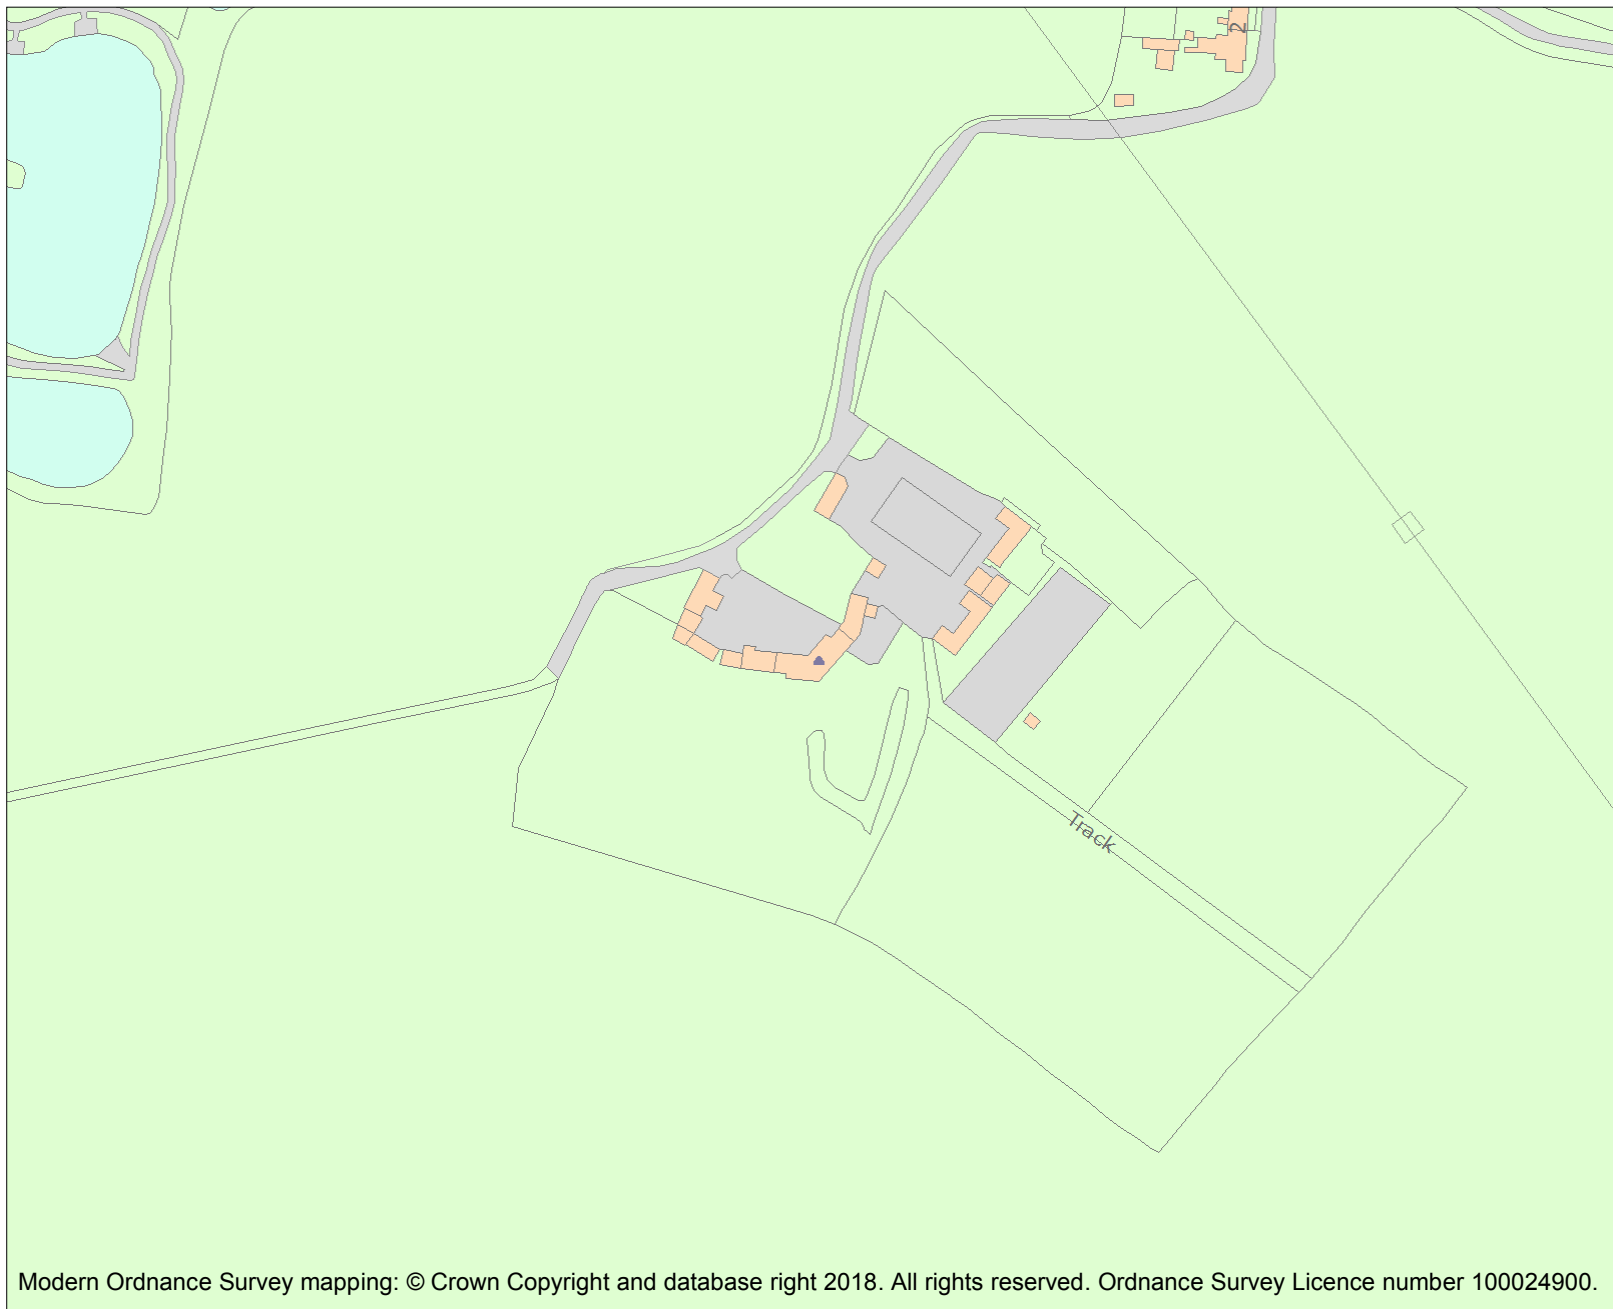 2
Track
Modern Ordnance Survey mapping: © Crown Copyright and database right 2018. All rights reserved. Ordnance Survey Licence number 100024900.